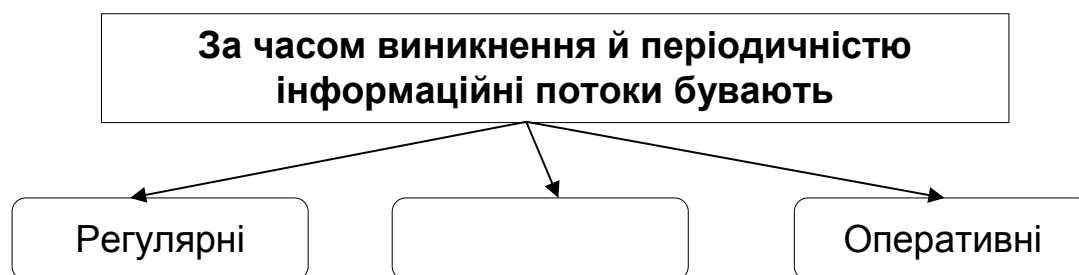 За часом виникнення й періодичністю
інформаційні потоки бувають
Регулярні
Оперативні